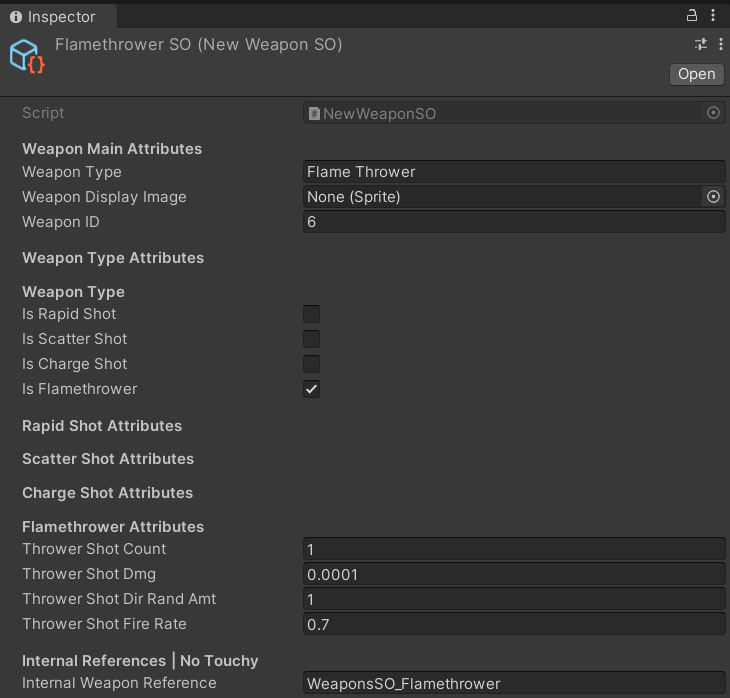 Inspector
Flamethrower SO (New Weapon SO)
Open
Script NewWeaponSO
Weapon Main Attributes
Weapon Type Flame Thrower
Weapon Display Image None (Sprite)
Weapon ID 6
Weapon Type Attributes
Weapon Type
Is Rapid Shot
Is Scatter Shot
Is Charge Shot
Is Flamethrower
Rapid Shot Attributes
Scatter Shot Attributes
Charge Shot Attributes
Flamethrower Attributes
Thrower Shot Count 1
Thrower Shot Dmg 0.0001
Thrower Shot Dir Rand Amt 1
Thrower Shot Fire Rate 0.7
Internal References | No Touchy
Internal Weapon Reference WeaponsSO_Flamethrower